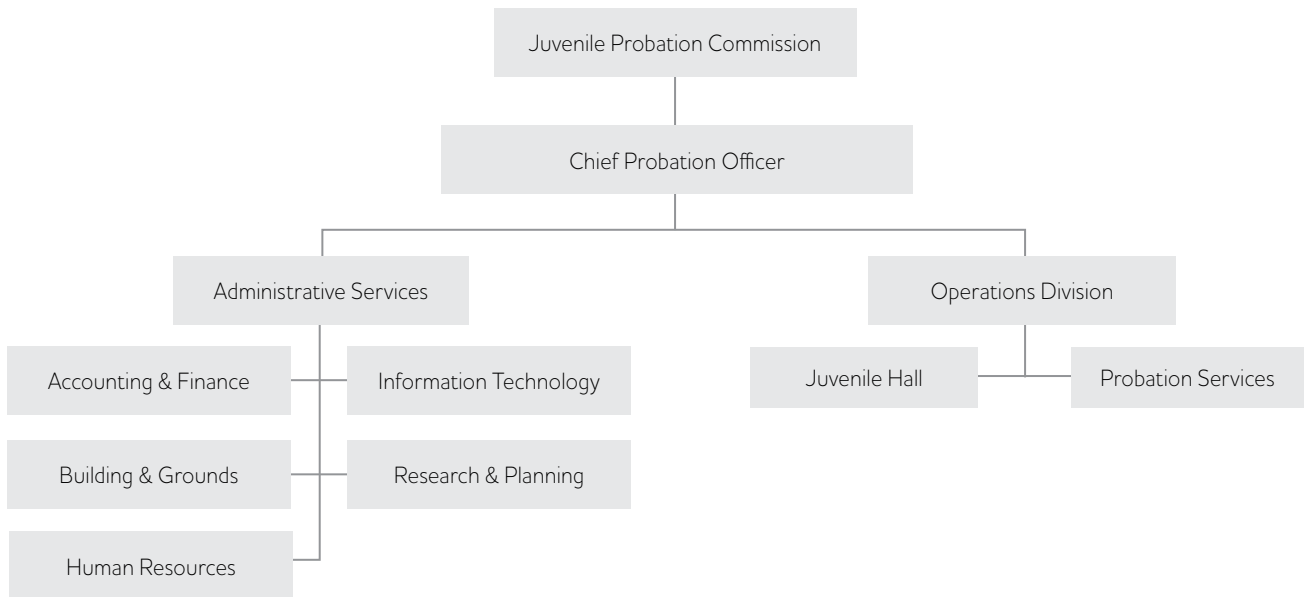 Juvenile Probation Commission
Chief Probation Officer
Administrative Services
Operations Division
Accounting & Finance
Information Technology
Juvenile Hall
Probation Services
Building & Grounds
Research & Planning
Human Resources